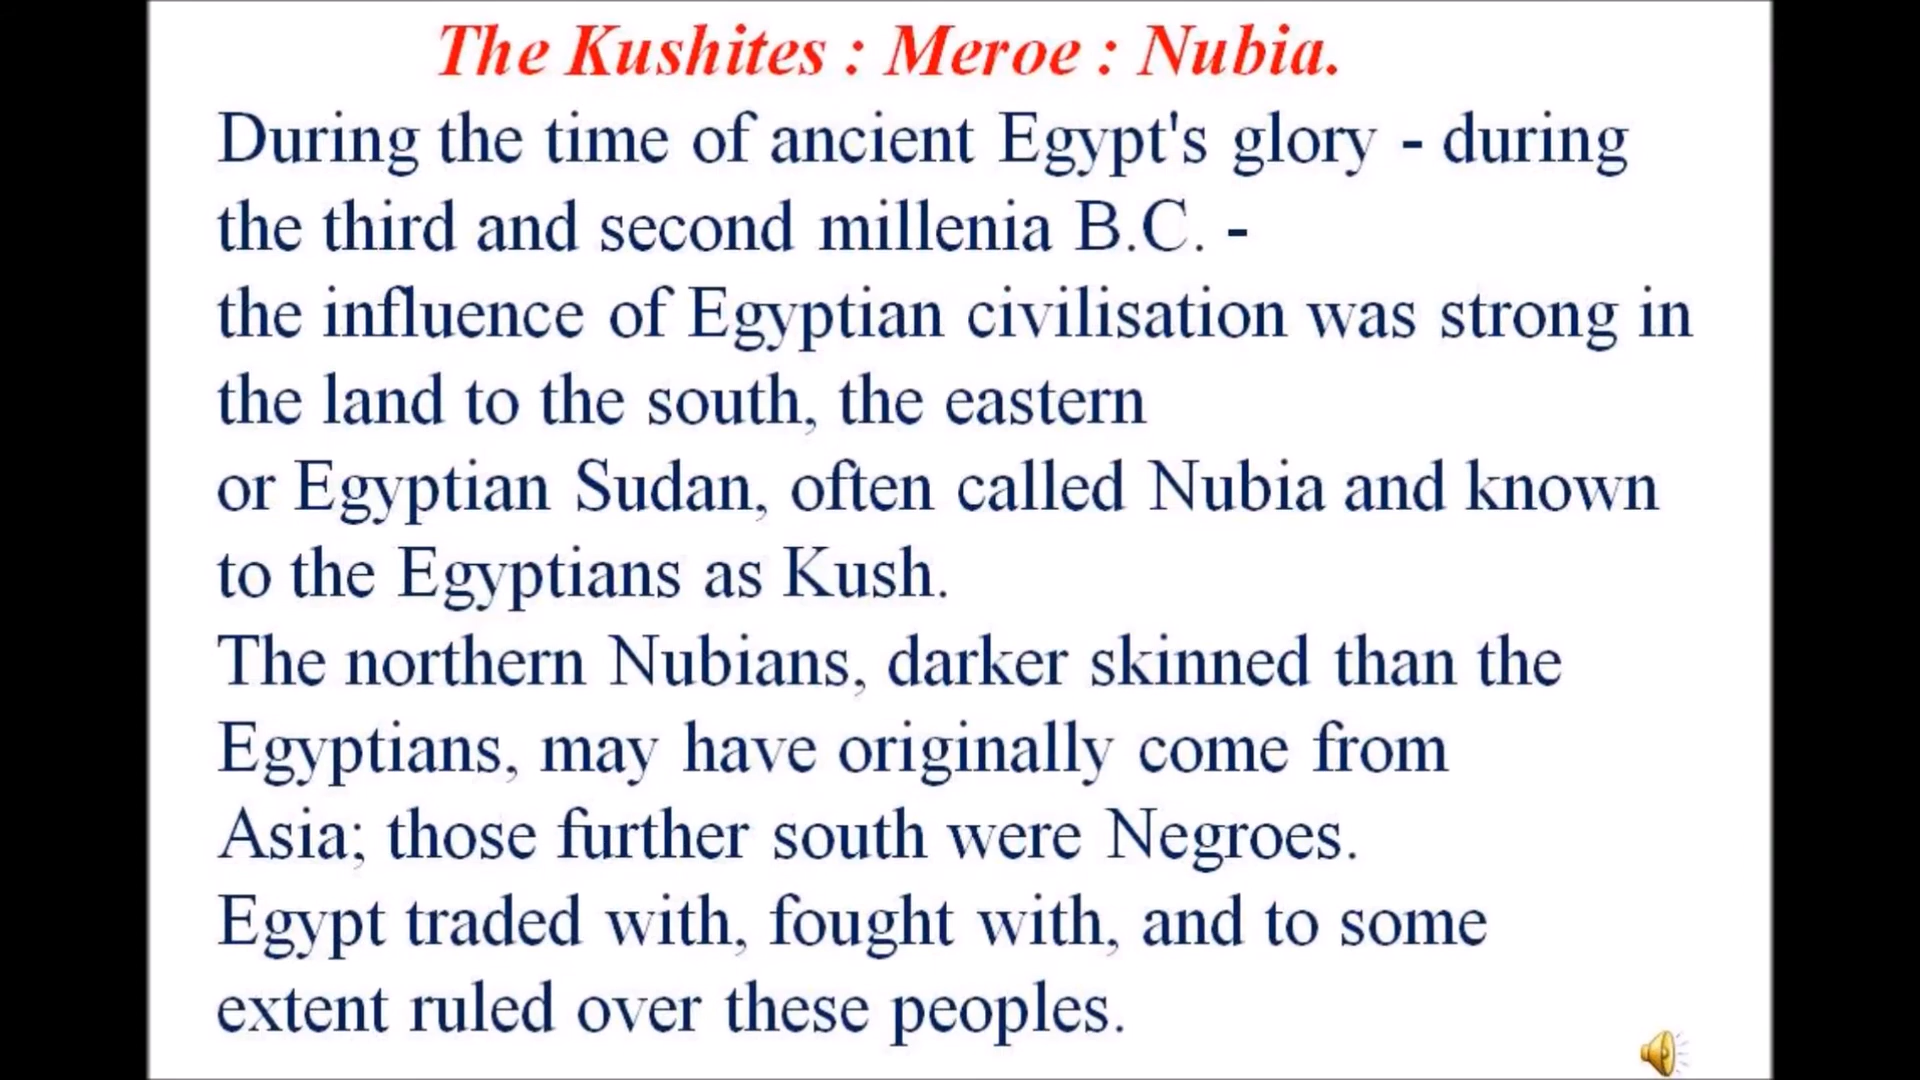 The Kushites : Meroe : Nubia.
During the time of ancient Egypt's glory - during
the third and second millenia B.C. -
the influence of Egyptian civilisation was strong in
the land to the south, the eastern
or Egyptian Sudan, often called Nubia and known
to the Egyptians as Kush.
The northern Nubians, darker skinned than the
Egyptians, may have originally come from
Asia; those further south were Negroes.
Egypt traded with, fought with, and to some
extent ruled over these peoples.